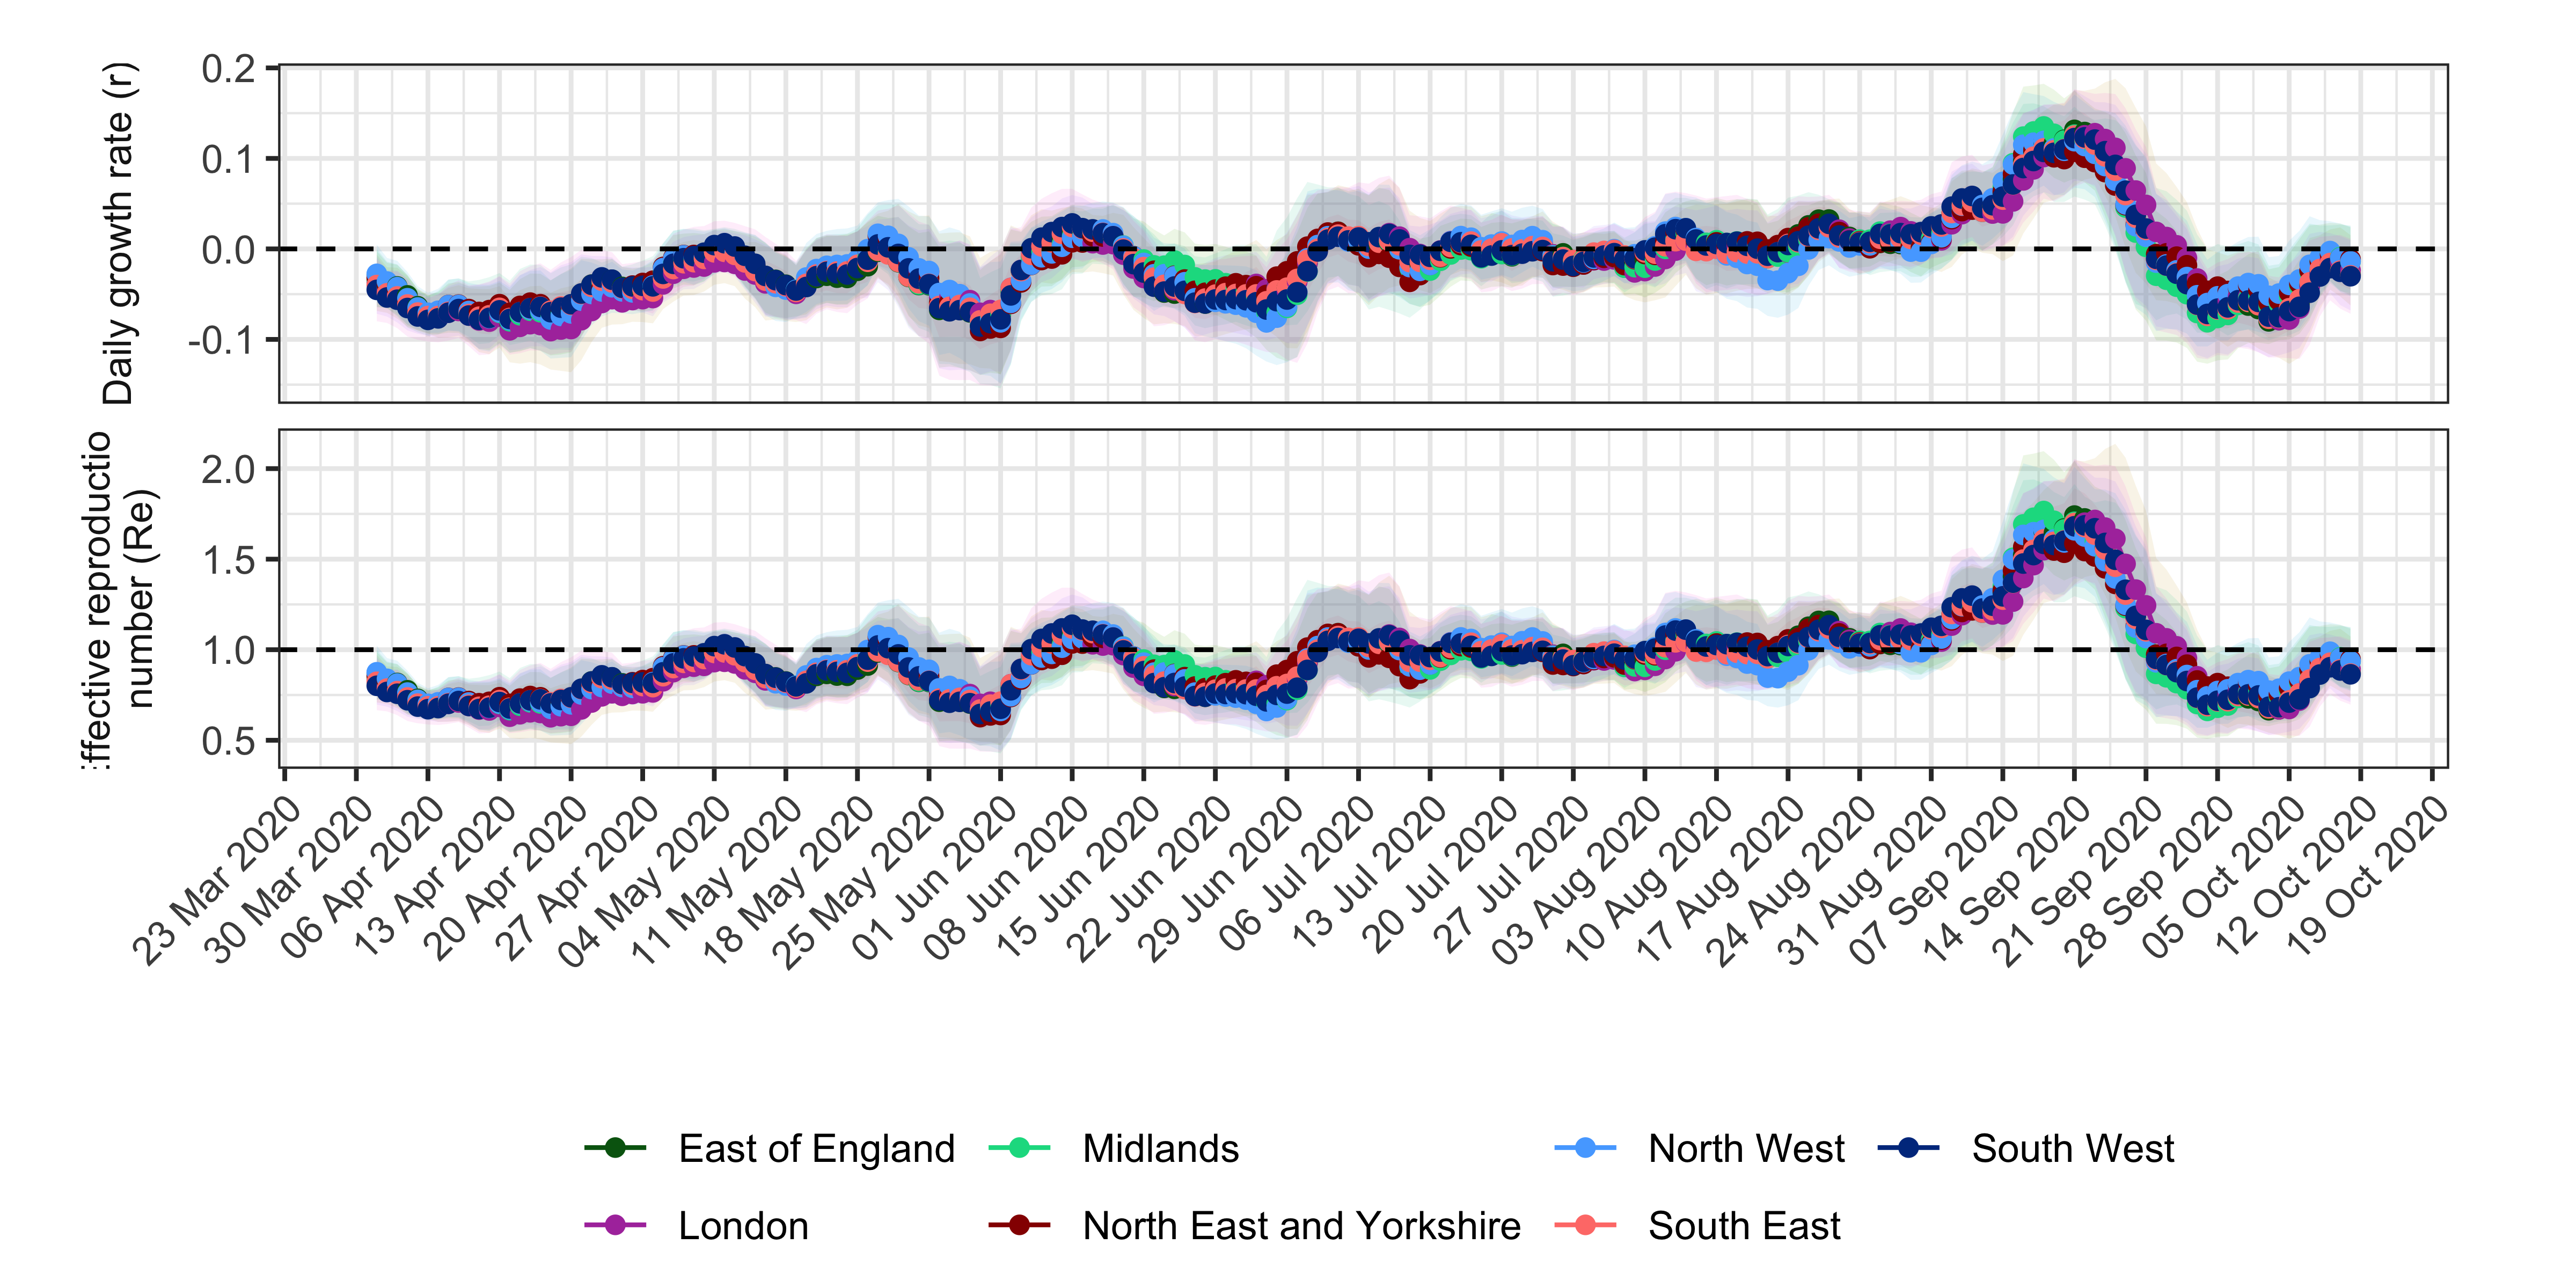 Daily growth rate (r)
0.2
0.1
0.0
-0.1
ffective reproductio
number (Re)
2.0
1.5
1.0
0.5
23 Mar 2020
30 Mar 2020
06 Apr 2020
13 Apr 2020
20 Apr 2020
27 Apr 2020
04 May 2020
11 May 2020
18 May 2020
25 May 2020
01 Jun 2020
08 Jun 2020
15 Jun 2020
22 Jun 2020
29 Jun 2020
06 Jul 2020
13 Jul 2020
20 Jul 2020
27 Jul 2020
03 Aug 2020
10 Aug 2020
17 Aug 2020
24 Aug 2020
31 Aug 2020
07 Sep 2020
14 Sep 2020
21 Sep 2020
28 Sep 2020
05 Oct 2020
12 Oct 2020
19 Oct 2020
East of England Midlands North West South West
London North East and Yorkshire South East